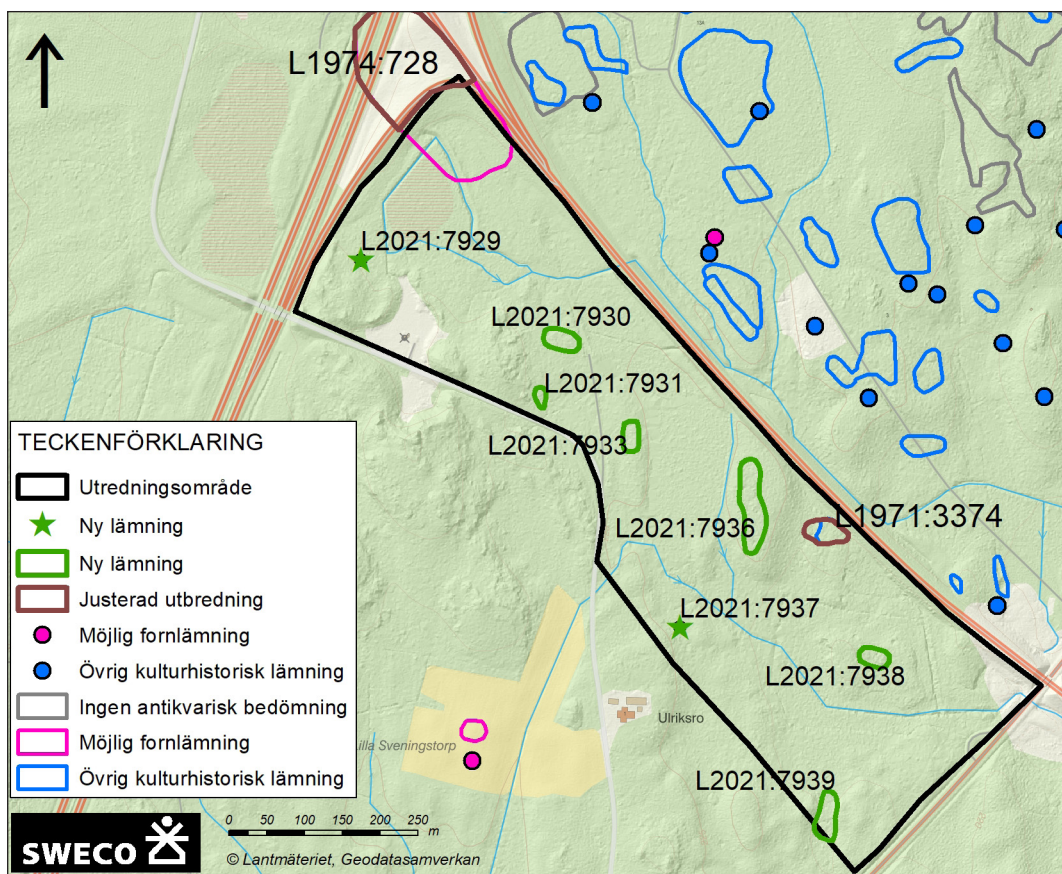 L1974:728
L2021:7929
L2021:7930
L2021:7931
L2021:7933
L2021:7936
L1971:3374
L2021:7937
L2021:7938
L2021:7939
TECKENFÖRKLARING
Utredningsområde
Ny lämning
Ny lämning
Justerad utbredning
Möjlig fornlämning
Övrig kulturhistorisk lämning
Ingen antikvarisk bedömning
Möjlig fornlämning
Övrig kulturhistorisk lämning
Ulriksro
illa Sveningstorp
SWECO
0 25 50 100 150 200 250
m
© Lantmäteriet, Geodatasamverkan